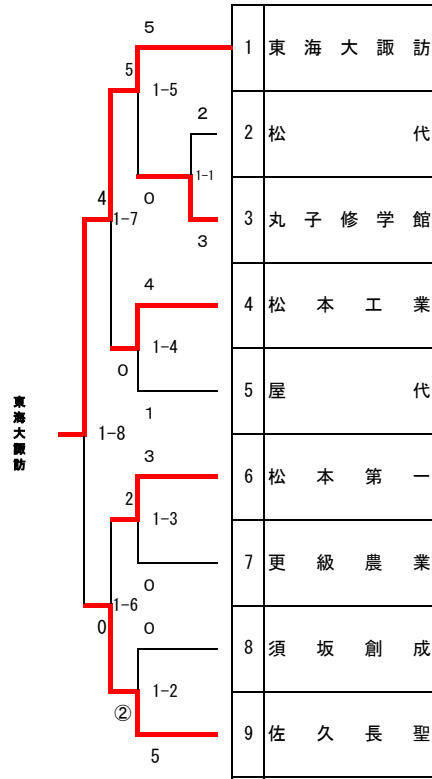 5
1 東海大諏訪
5
1-5
2
2 松代
1-1
4
0
3 丸子修学館
1-7
3
4
4 松本工業
1-4
0
5 屋代
1
東海大諏訪
1-8
3
6 松本第一
2
1-3
7 更級農業
0
1-6
0
0
8 須坂創成
1-2
②
9 佐久長聖
5